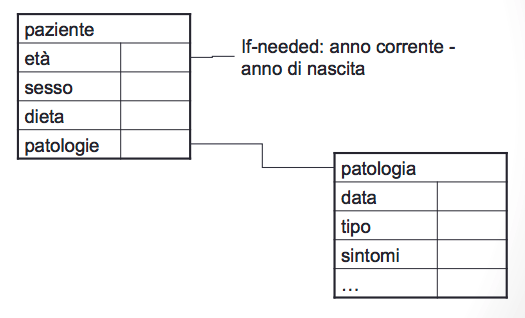 paziente
età
sesso
dieta
patologie
If-needed: anno corrente -
anno di nascita
patologia
data
tipo
sintomi
…